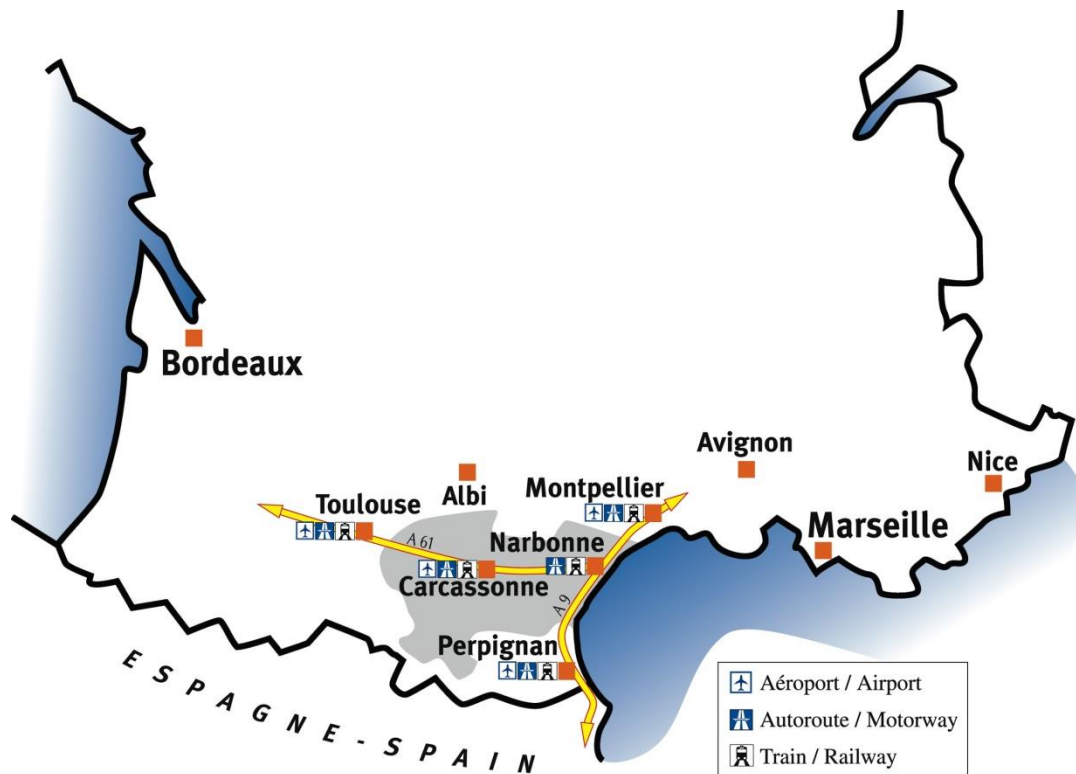 Bordeaux
Avignon
Nice
Albi
Montpellier
Toulouse
Marseille
A 61
Narbonne
Carcassonne
A 9
Perpignan
ESPAGNE-SPAIN
Aéroport / Airport
Autoroute / Motorway
Train / Railway